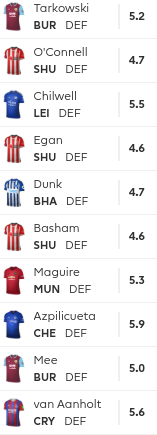 Tarkowski
BUR DEF 5.2
O'Connell
SHU DEF 4.7
Chilwell
LEI DEF 5.5
Egan
SHU DEF 4.6
Dunk
BHA DEF 4.7
Basham
SHU DEF 4.6
Maguire
MUN DEF 5.3
Azpilicueta
CHE DEF 5.9
Mee
BUR DEF 5.0
van Aanholt
CRY DEF 5.6